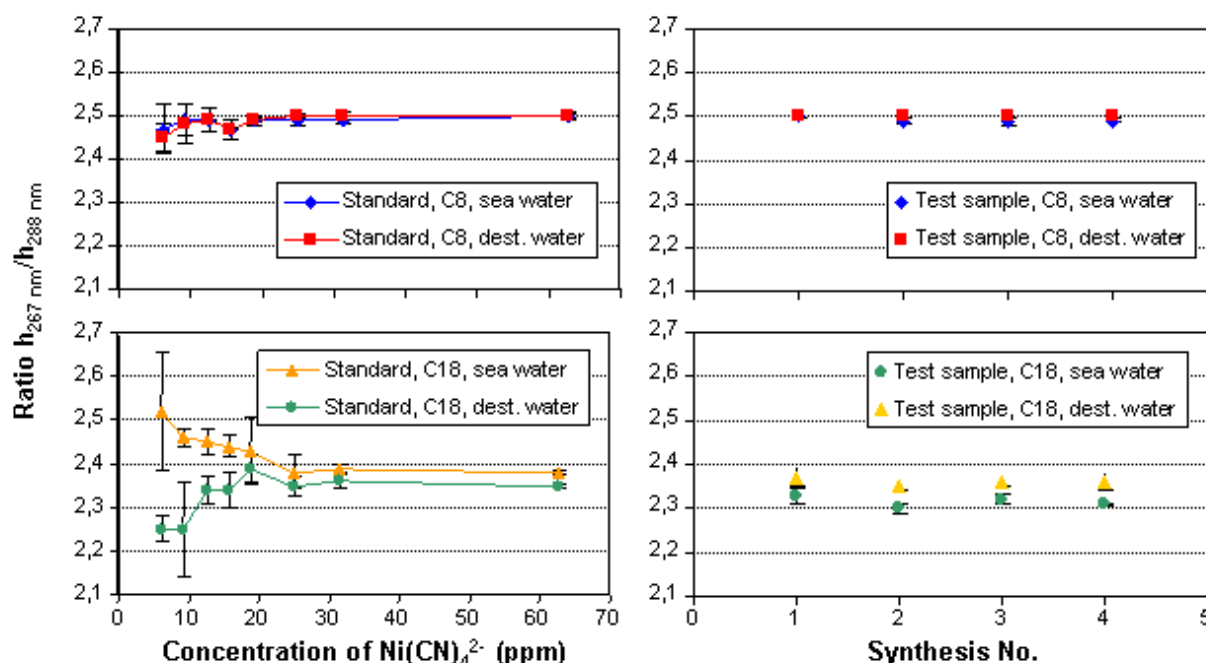 Ratio h267 nm/h288 nm
2,7
2,6
2,5
2,4
2,3
2,2
2,1
Standard, C8, sea water
Standard, C8, dest. water
2,7
2,6
2,5
2,4
2,3
2,2
2,1
Test sample, C8, sea water
Test sample, C8, dest. water
2,7
2,6
2,5
2,4
2,3
2,2
2,1
Standard, C18, sea water
Standard, C18, dest. water
0 10 20 30 40 50 60 70
Concentration of Ni(CN)4 2- (ppm)
2,7
2,6
2,5
2,4
2,3
2,2
2,1
Test sample, C18, sea water
Test sample, C18, dest. water
0 1 2 3 4 5
Synthesis No.